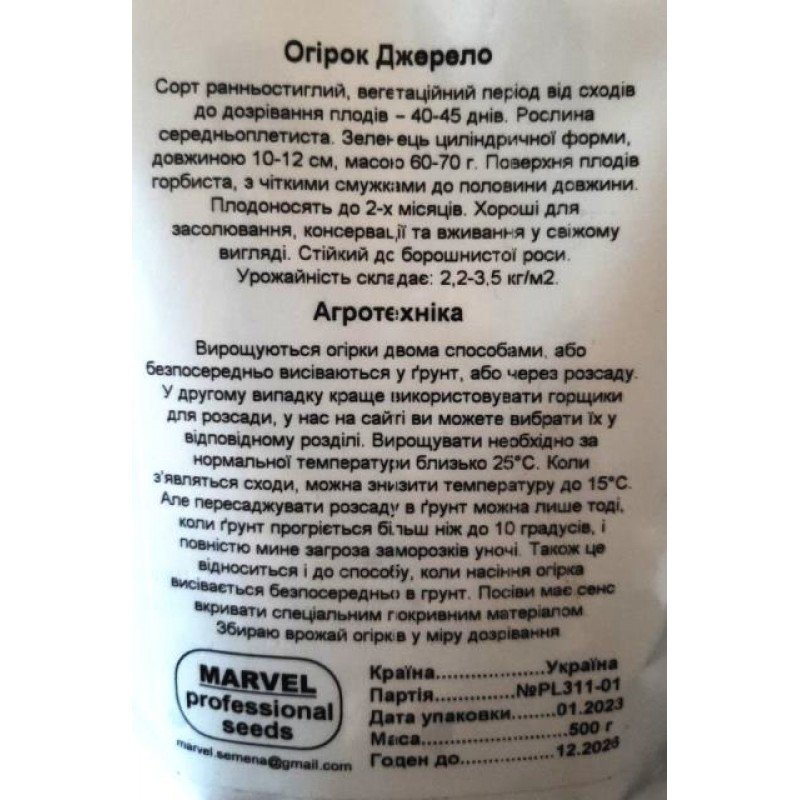 Огірок Джерело
Сорт ранньостиглий, вегетаційний період від сходів
до дозрівання плодів – 40-45 днів. Рослина
середньоплетиста. Зеленець циліндричної форми,
довжиною 10-12 см, масою 60-70 г. Поверхня плодів
горбиста, з чіткими смужками до половини довжини.
Плодоносять до 2-х місяців. Хороші для
засолювання, консервації та вживання у свіжому
вигляді. Стійкий до борошнистої роси.
Урожайність складає: 2,2-3,5 кг/м2.
Агротехніка
Вирощуються огірки двома способами, або
безпосередньо висіваються у ґрунт, або через розсаду.
У другому випадку краще використовувати горщики
для розсади, у нас на сайті ви можете вибрати їх у
відповідному розділі. Вирощувати необхідно за
нормальної температури близько 25°С. Коли
з'являться сходи, можна знизити температуру до 15°С.
Але пересаджувати розсаду в ґрунт можна лише тоді,
коли ґрунт прогріється більш ніж до 10 градусів, і
повністю мине загроза заморозків уночі. Також це
відноситься і до способу, коли насіння огірка
висівається безпосередньо в грунт. Посіви має сенс
вкривати спеціальним покривним матеріалом
Збираю врожай огірків у міру дозрівання
MARVEL
professional
seeds
marvel.semena@gmail.com
Країна..................Україна
Партія.............№PL311-01
Дата упаковки.......01.2023
Маса.......................500 г
Годен до...............12.2026